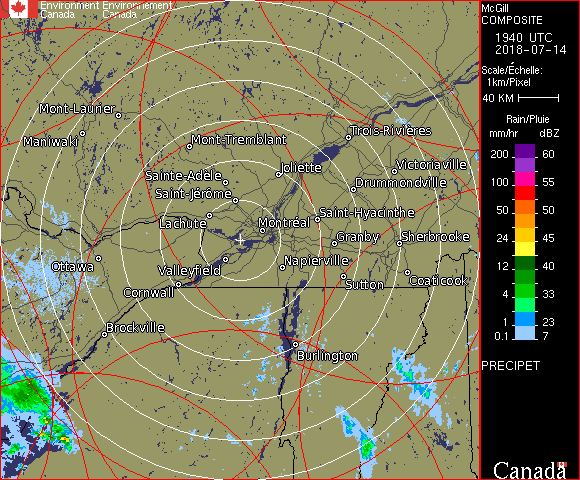 Environment Environnement
Canada Canada
Mont-Laurier
Maniwaki
Mont-Tremblant
Trois-Rivières
Sainte-Adèle
Joliette
Victoriaville
Saint-Jérôme
Drummondville
Lachute
Montréal
Saint-Hyacinthe
Granby
Sherbrooke
Ottawa
Valleyfield
Napierville
Cornwall
Sutton
Coaticook
Brockville
Burlington
McGill
COMPOSITE
1940 UTC
2018-07-14
Scale/Échelle:
1km/Pixel
40 KM
Rain/Pluie
mm/hr dBZ
200 60
100 55
50 50
24 45
12 40
4 33
1 23
0.1 7
PRECIPET
Canada